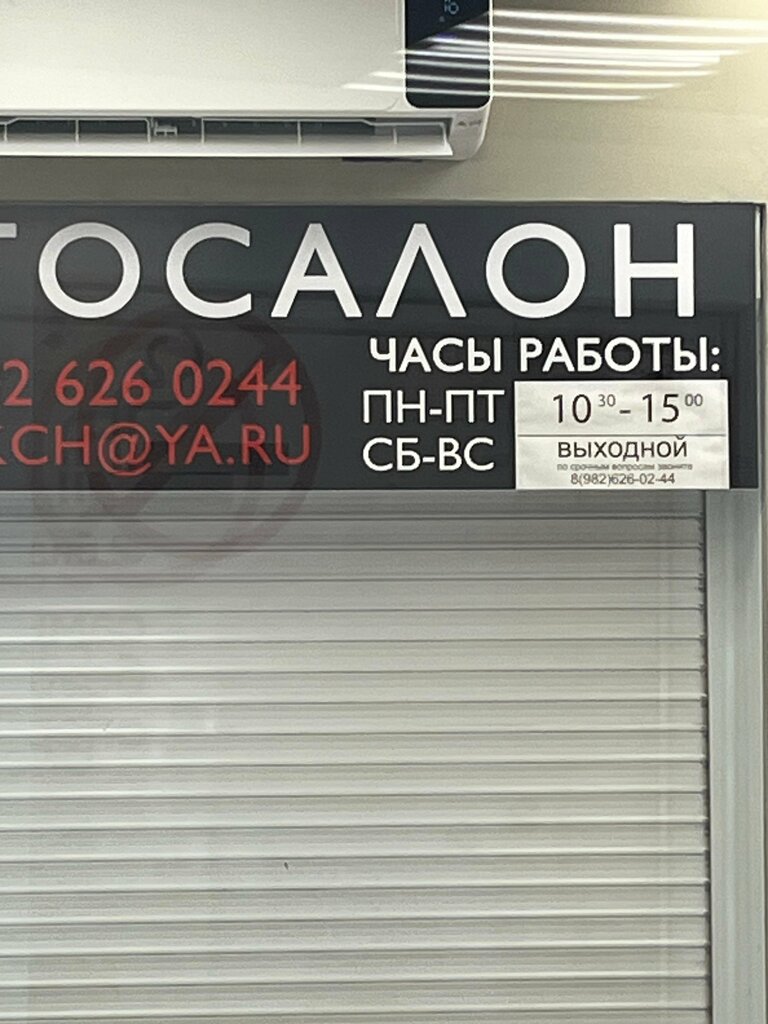 ТОСАЛОН
2 626 0244
KCH@YA.RU
ЧАСЫ РАБОТЫ:
ПН-ПТ 10 30 - 15 00
СБ-ВС ВЫХОДНОЙ
по срочным вопросам звоните
8(982)626-02-44